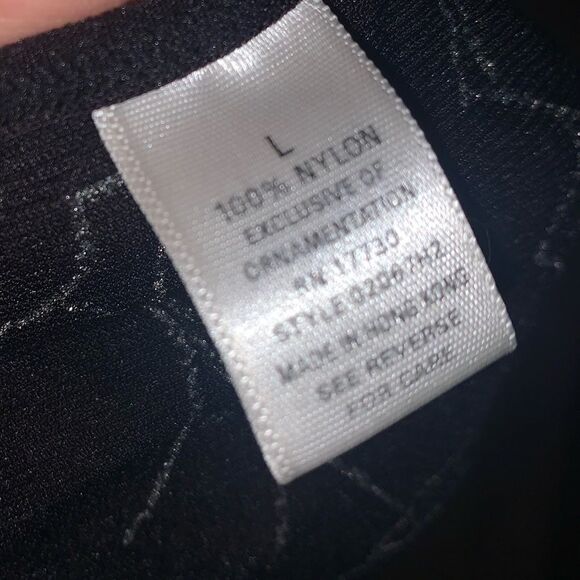 L
100% NYLON
EXCLUSIVE OF
ORNAMENTATION
RN 17730
STYLE 0206TH2
MADE IN HONG KONG
SEE REVERSE
FOR CARE